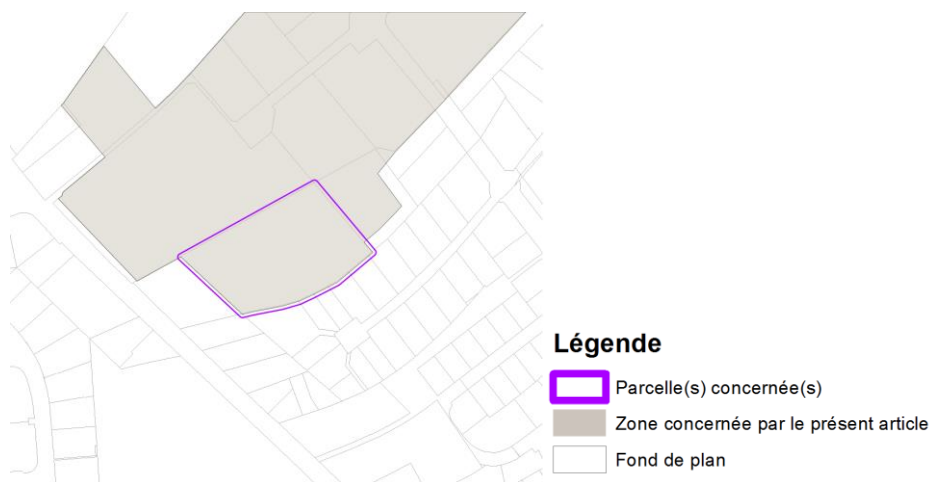 Légende
Parcelle(s) concernée(s)
Zone concernée par le présent article
Fond de plan